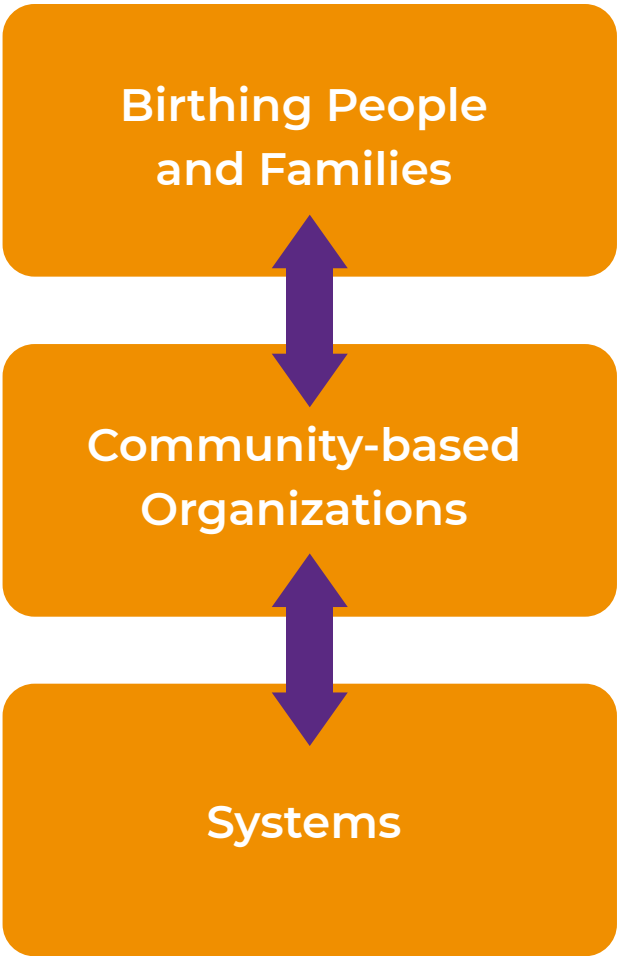 Birthing People
and Families
Community-based
Organizations
Systems